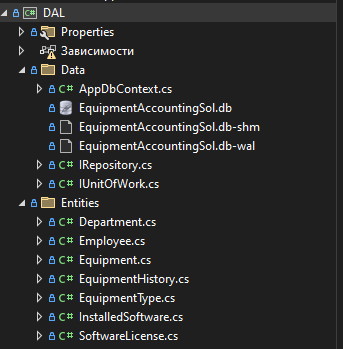 C# DAL
Properties
Зависимости
Data
C# AppDbContext.cs
EquipmentAccountingSol.db
EquipmentAccountingSol.db-shm
EquipmentAccountingSol.db-wal
C# IRepository.cs
C# IUnitOfWork.cs
Entities
C# Department.cs
C# Employee.cs
C# Equipment.cs
C# EquipmentHistory.cs
C# EquipmentType.cs
C# InstalledSoftware.cs
C# SoftwareLicense.cs